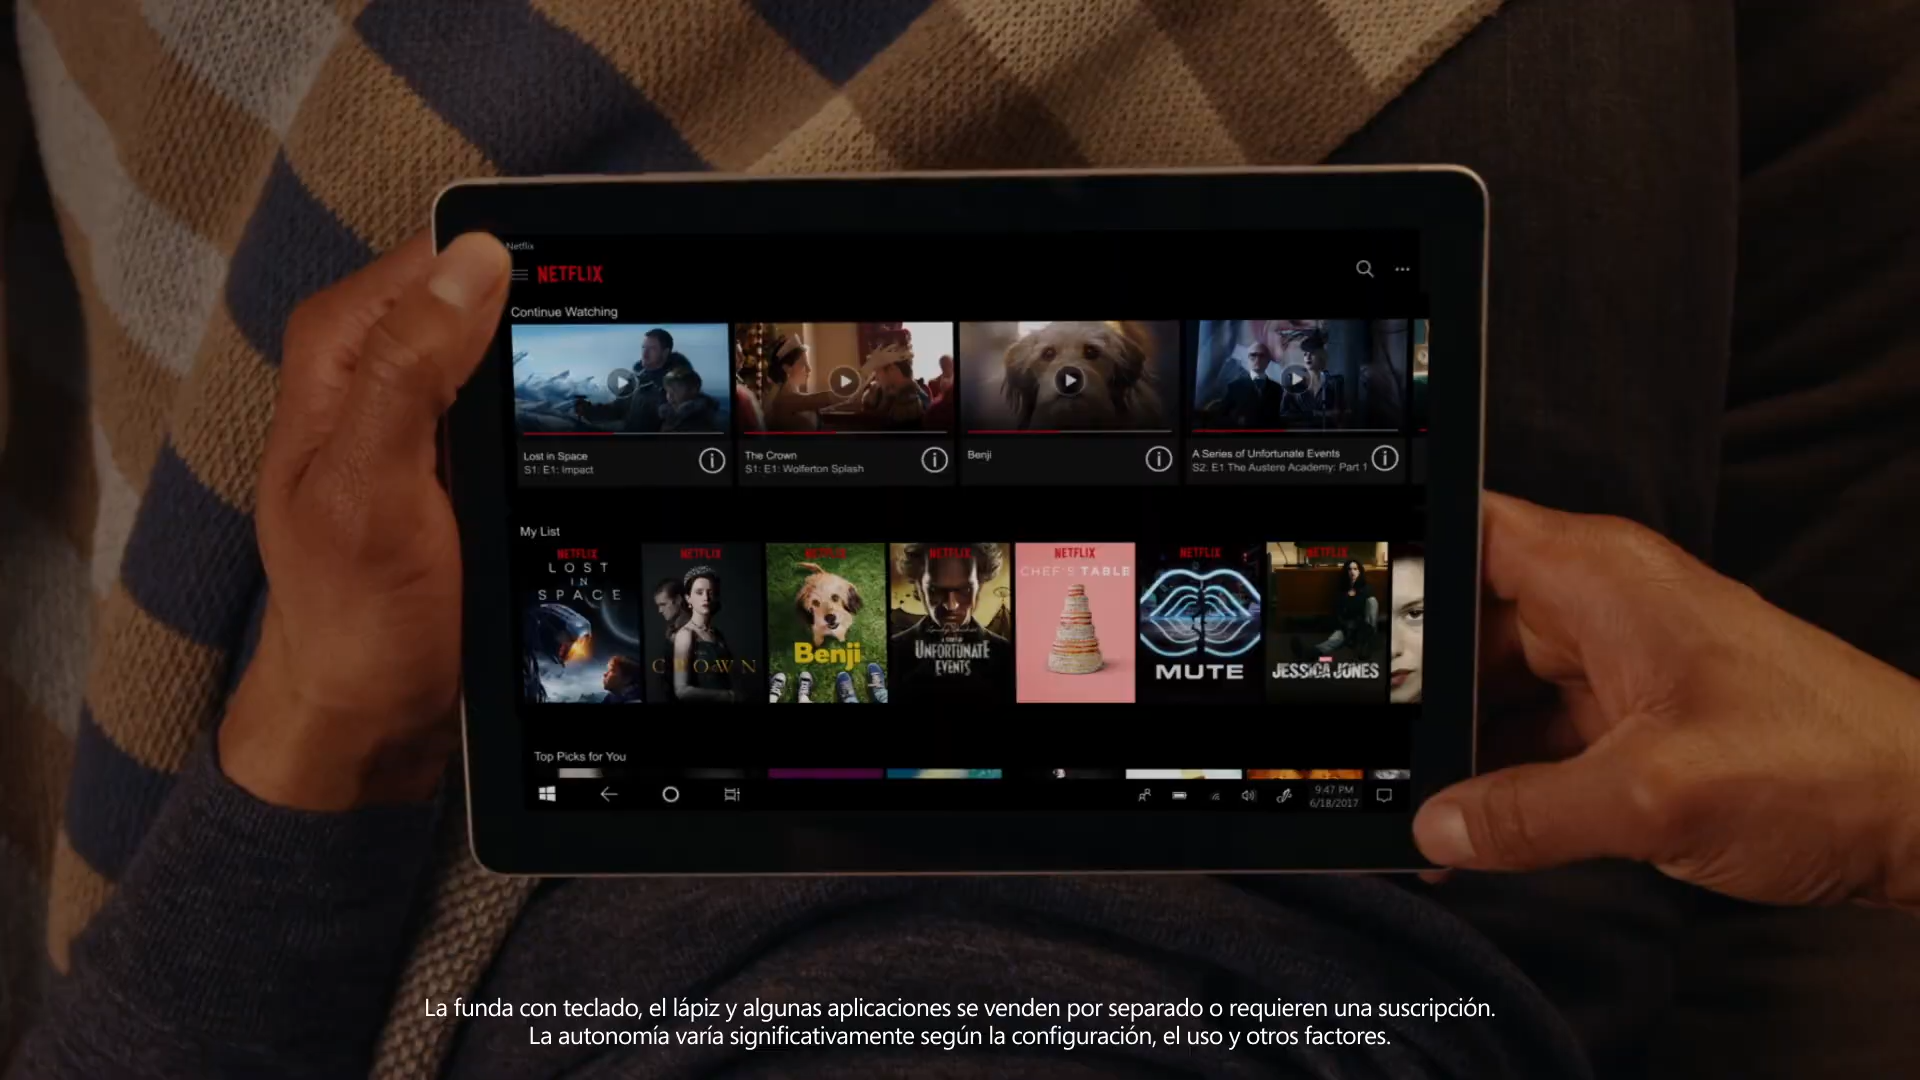 Netflix
NETFLIX
Continue Watching
Lost in Space
S1: E1: Impact
The Crown
S1: E1: Wolferton Splash
Benji
A Series of Unfortunate Events
S2: E1 The Austere Academy: Part 1
My List
NETFLIX
LOST
IN
SPACE
NETFLIX
CROWN
NETFLIX
Benji
NETFLIX
UNFORTUNATE
EVENTS
NETFLIX
CHEF'S TABLE
NETFLIX
MUTE
NETFLIX
MARVEL
JESSICA JONES
Top Picks for You
9:47 PM
6/18/2017
La funda con teclado, el lápiz y algunas aplicaciones se venden por separado o requieren una suscripción.
La autonomía varía significativamente según la configuración, el uso y otros factores.